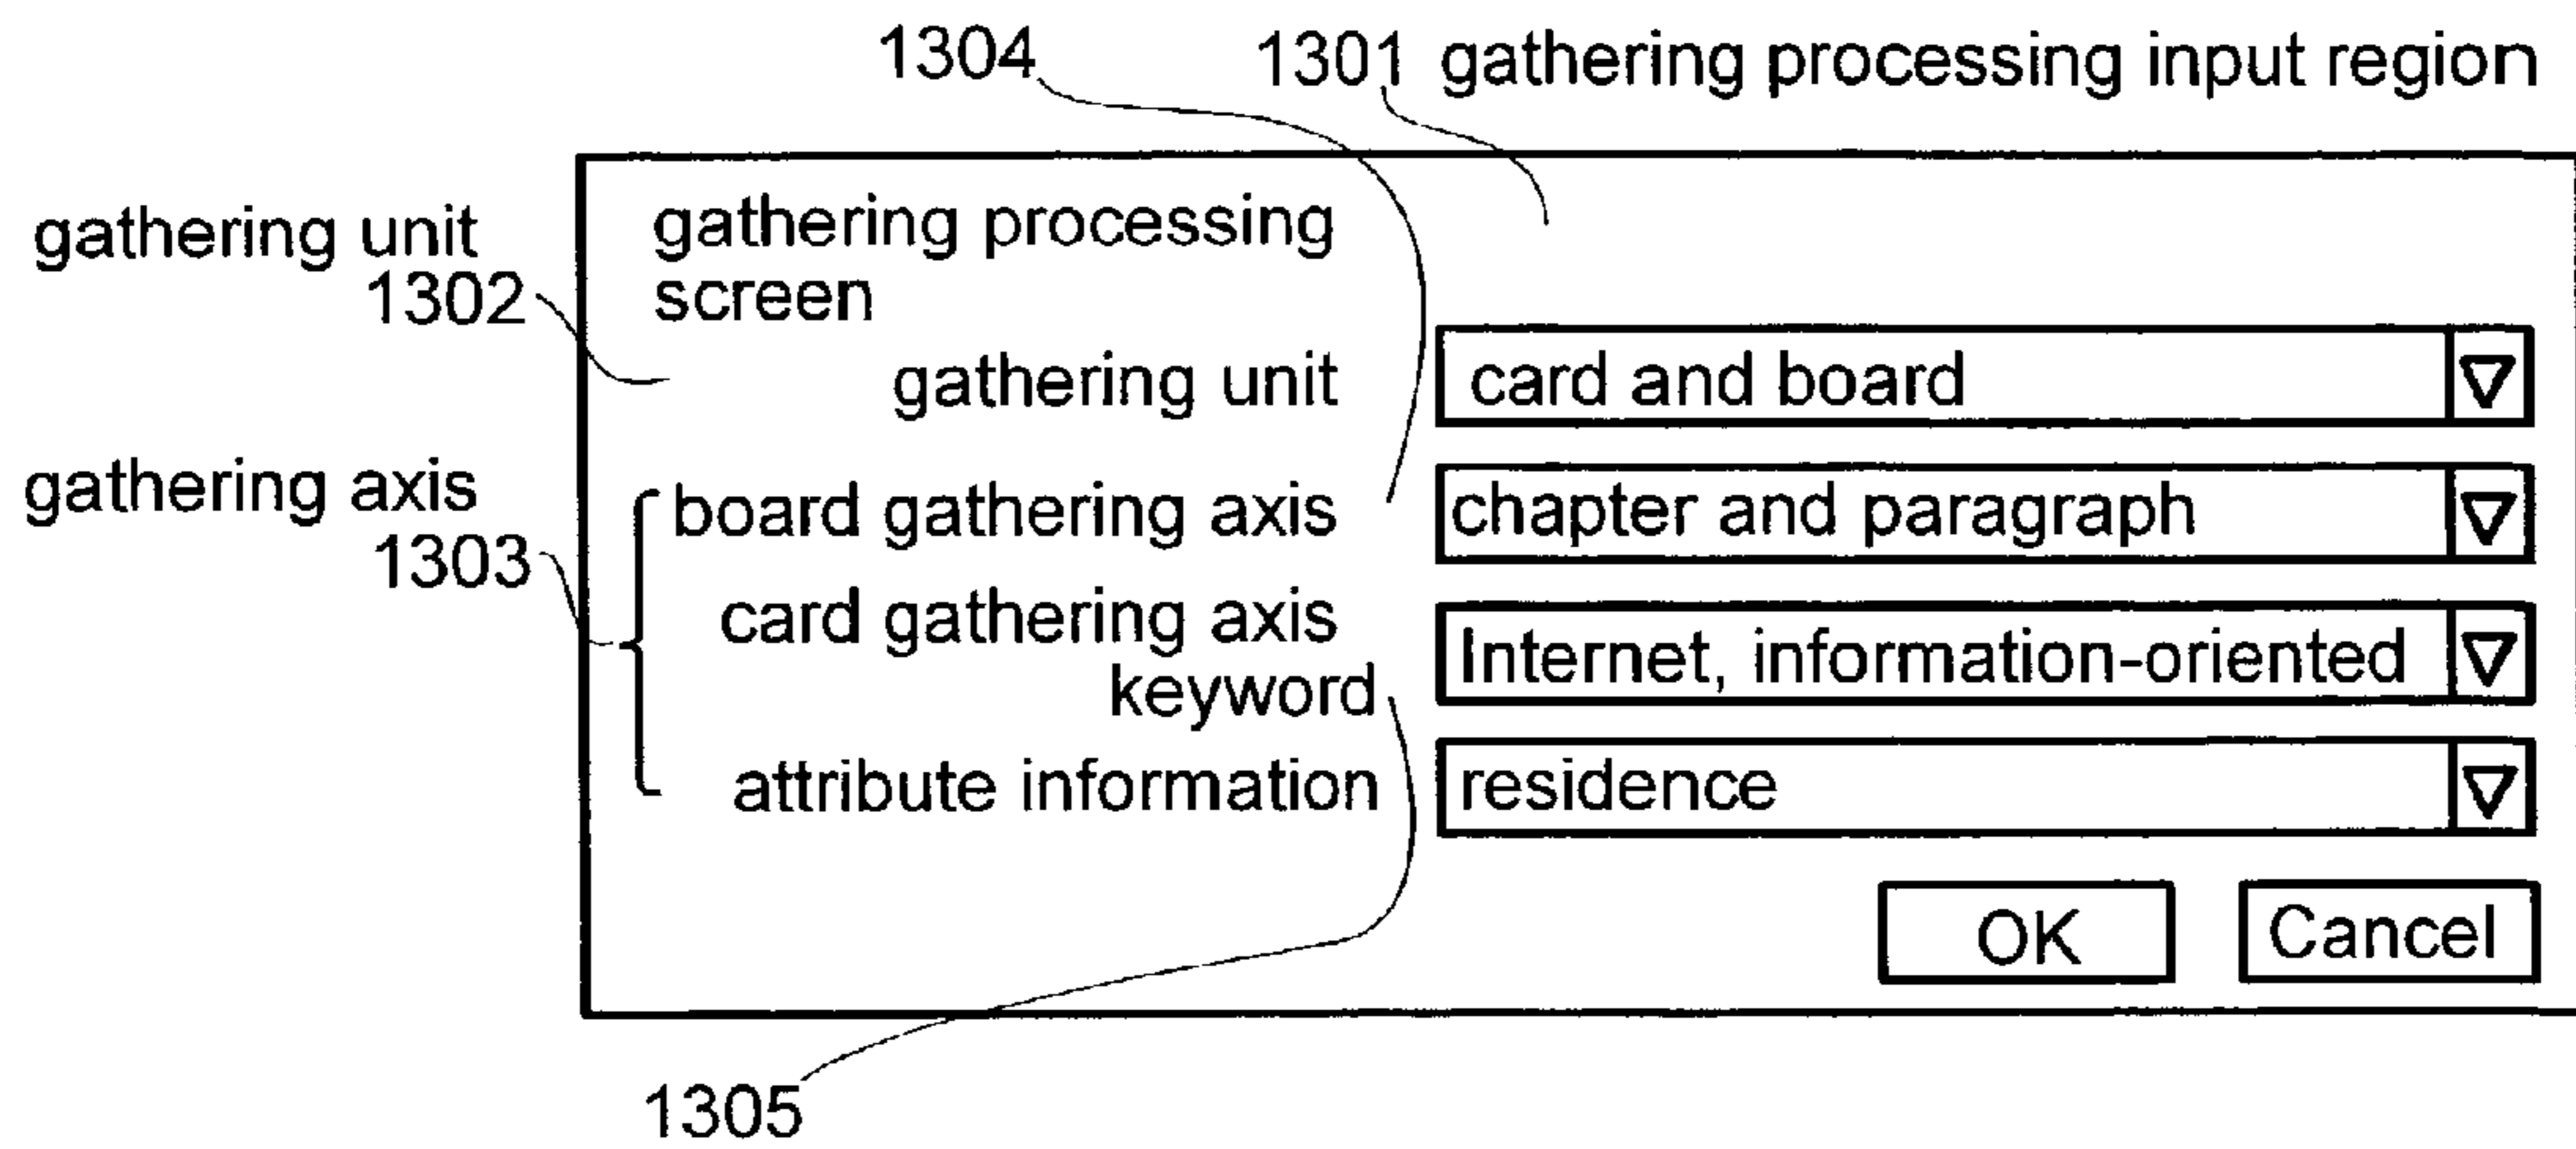 1304 1301 gathering processing input region
gathering unit
1302
gathering processing
screen
gathering unit card and board
gathering axis
1303
board gathering axis chapter and paragraph
card gathering axis
keyword Internet, information-oriented
attribute information residence
OK Cancel
1305